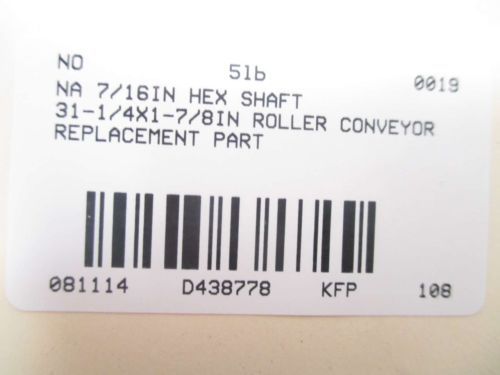 NO 5lb 0019
NA 7/16IN HEX SHAFT
31-1/4X1-7/8IN ROLLER CONVEYOR
REPLACEMENT PART
081114 D438778 KFP 108